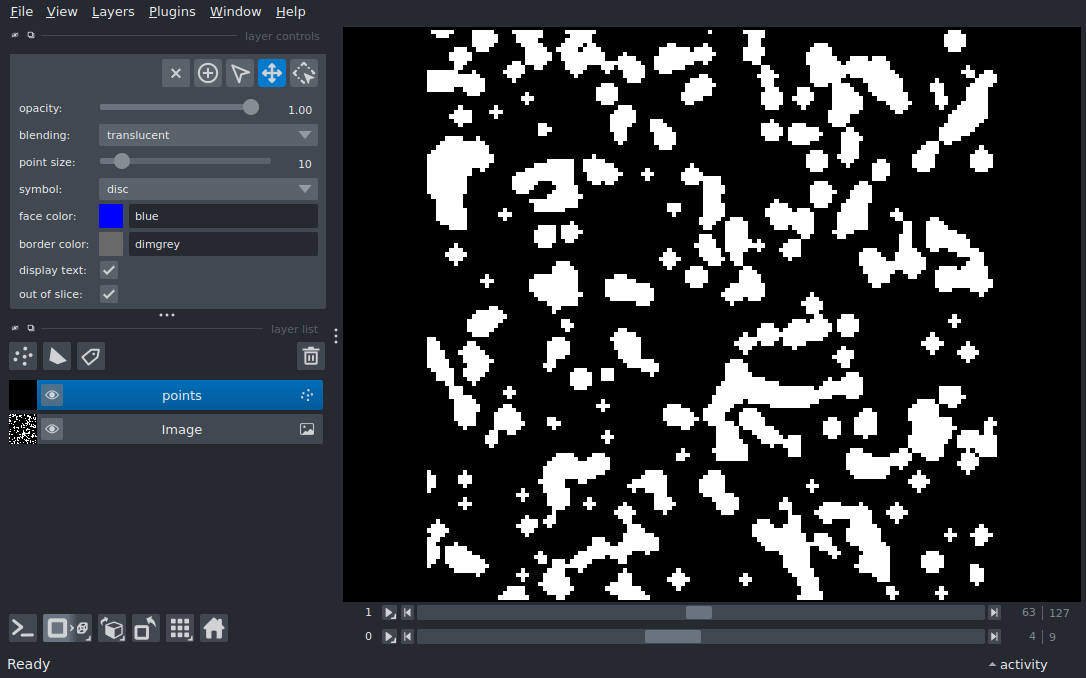 File View Layers Plugins Window Help
layer controls
opacity: 1.00
blending: translucent
point size: 10
symbol: disc
face color: blue
border color: dimgrey
display text:
out of slice:
layer list
points
Image
1 63 127
0 4 9
Ready activity